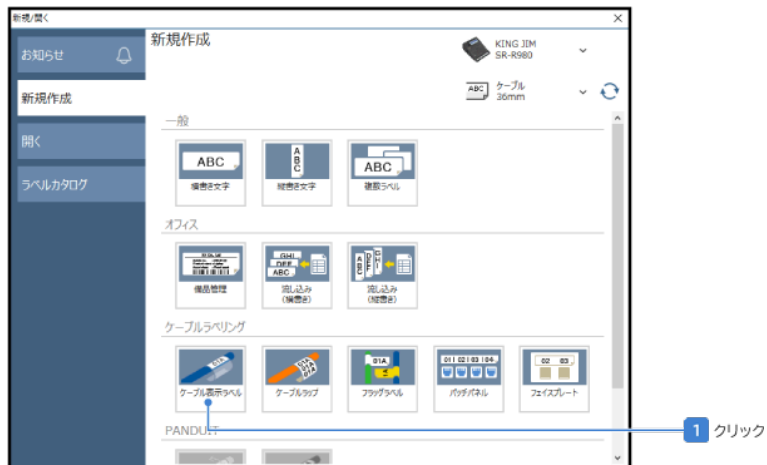 新規/開く
お知らせ
新規作成
開く
ラベルカタログ
新規作成
KING JIM
SR-R980
ABC
ケーブル
36mm
一般
ABC
横書き文字
A
B
C
縦書き文字
ABC
複数ラベル
オフィス
備品管理
GHI
DEF
ABC
流し込み
(横書き)
ABC
DEF
GHI
流し込み
(縦書き)
ケーブルラベリング
01A
ケーブル表示ラベル
01A
01A
01A
ケーブルラップ
01A
フラッグラベル
01 02 03 04
パッチパネル
02 03
フェイスプレート
PANDUIT
1 クリック